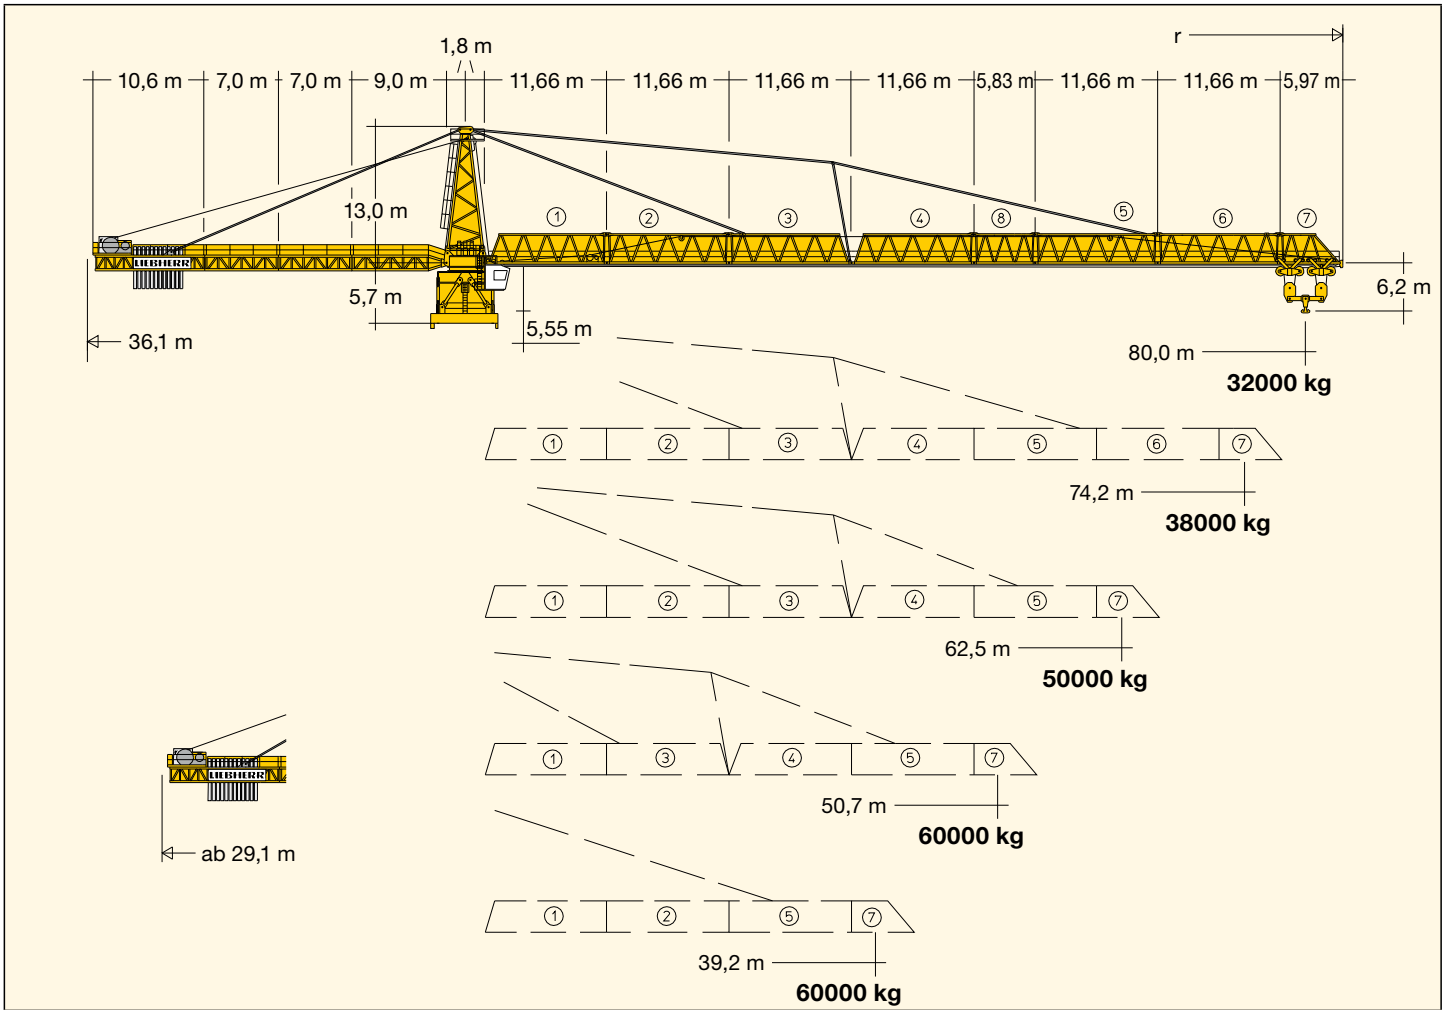 1,8 m
r
10,6 m
7,0 m
7,0 m
9,0 m
11,66 m
11,66 m
11,66 m
11,66 m
5,83 m
11,66 m
11,66 m
5,97 m
13,0 m
1
2
3
4
8
5
6
7
LIEBHERR
5,7 m
6,2 m
36,1 m
5,55 m
80,0 m
32000 kg
1
2
3
4
5
6
7
74,2 m
38000 kg
1
2
3
4
5
7
62,5 m
50000 kg
1
3
4
5
7
LIEBHERR
50,7 m
60000 kg
ab 29,1 m
1
2
5
7
39,2 m
60000 kg